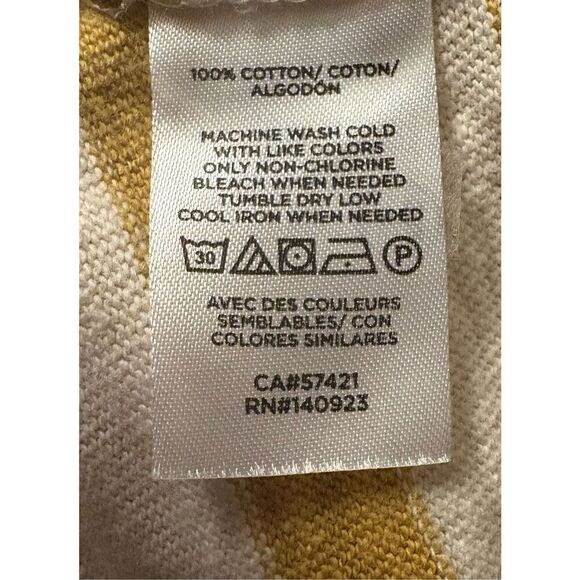 100% COTTON/ COTON/
ALGODÓN
MACHINE WASH COLD
WITH LIKE COLORS
ONLY NON-CHLORINE
BLEACH WHEN NEEDED
TUMBLE DRY LOW
COOL IRON WHEN NEEDED
30 P
AVEC DES COULEURS
SEMBLABLES/ CON
COLORES SIMILARES
CA#57421
RN#140923